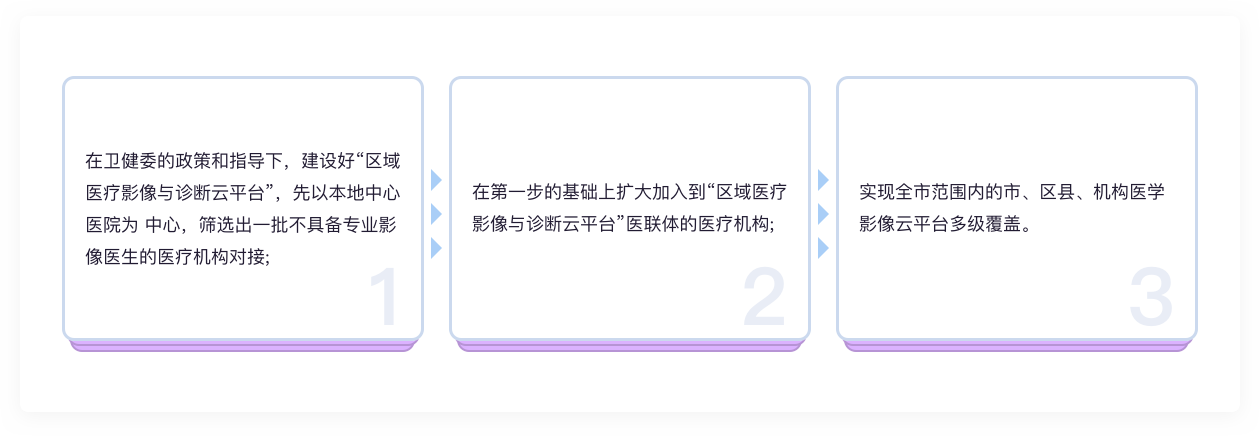 在卫健委的政策和指导下，建设好“区域
医疗影像与诊断云平台”，先以本地中心
医院为 中心，筛选出一批不具备专业影
像医生的医疗机构对接;
1
在第一步的基础上扩大加入到“区域医疗
影像与诊断云平台”医联体的医疗机构;
2
实现全市范围内的市、区县、机构医学
影像云平台多级覆盖。
3